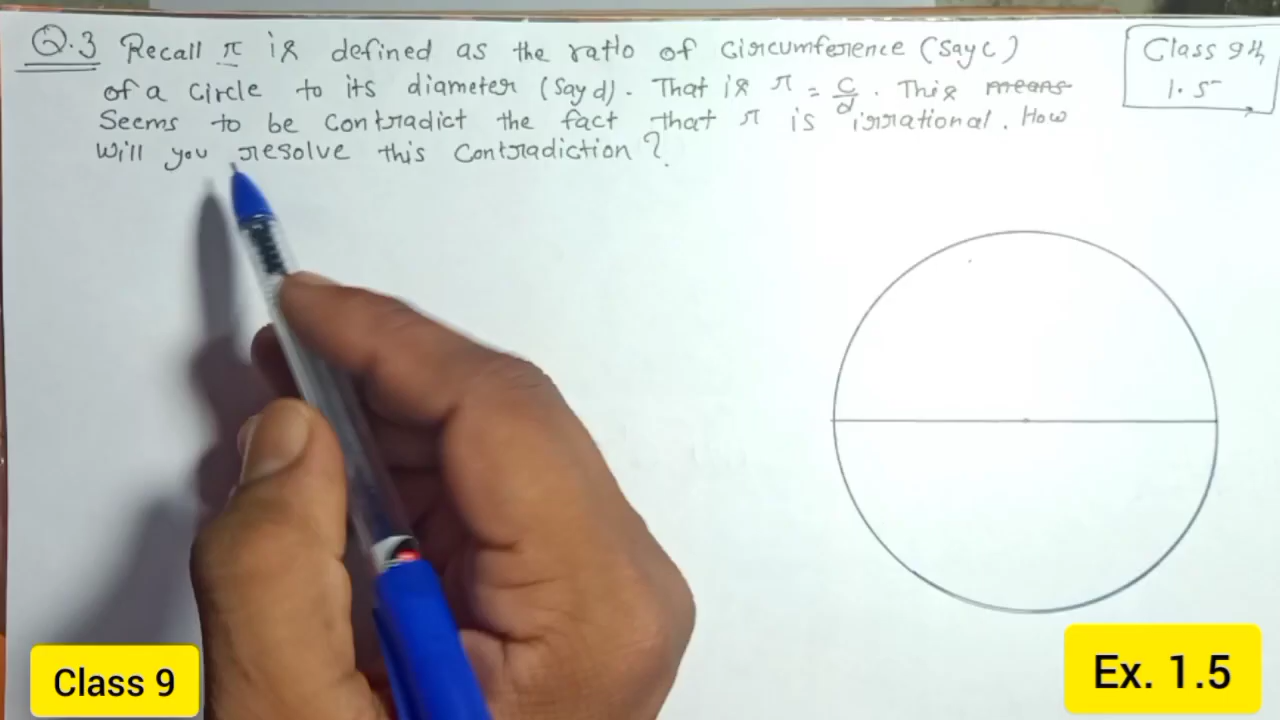 Q.3 Recall π is defined as the ratio of circumference (Say c)
of a circle to its diameter (Say d). That is π = c/d. This means
Seems to be Contradict the fact that π is irrational. How
will you resolve this Contradiction?
Class 9th
1.5
Class 9
Ex. 1.5